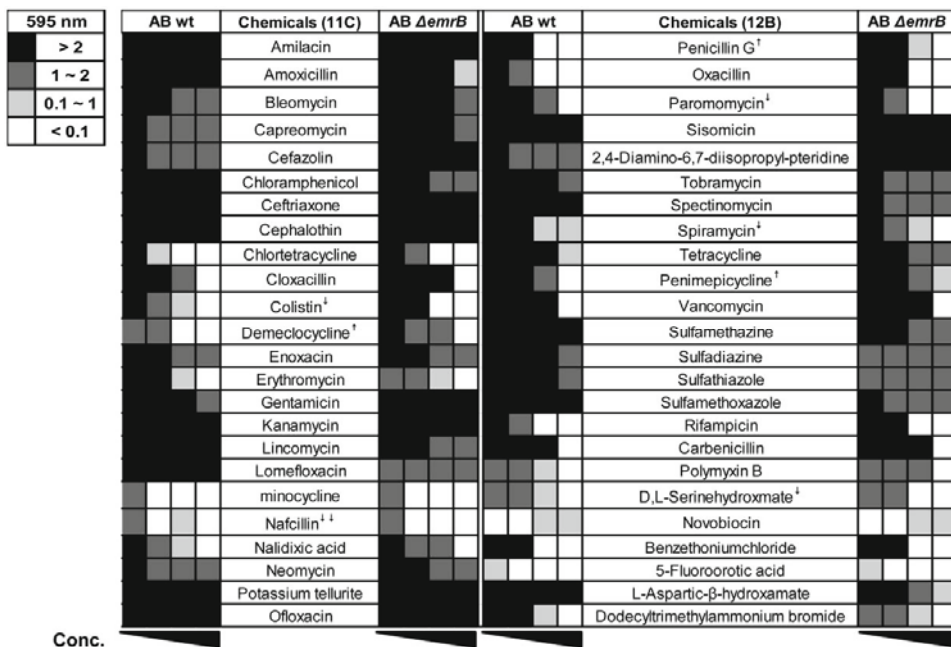 595 nm
> 2
1 ~ 2
0.1 ~ 1
< 0.1
AB wt Chemicals (11C) AB ΔemrB AB wt Chemicals (12B) AB ΔemrB
Amilacin Penicillin G↑
Amoxicillin Oxacillin
Bleomycin Paromomycin↓
Capreomycin Sisomicin
Cefazolin 2,4-Diamino-6,7-diisopropyl-pteridine
Chloramphenicol Tobramycin
Ceftriaxone Spectinomycin
Cephalothin Spiramycin↓
Chlortetracycline Tetracycline
Cloxacillin Penimepicycline↑
Colistin↓ Vancomycin
Demeclocycline↑ Sulfamethazine
Enoxacin Sulfadiazine
Erythromycin Sulfathiazole
Gentamicin Sulfamethoxazole
Kanamycin Rifampicin
Lincomycin Carbenicillin
Lomefloxacin Polymyxin B
minocycline D,L-Serinehydroxmate↓
Nafcillin↓↓ Novobiocin
Nalidixic acid Benzethoniumchloride
Neomycin 5-Fluoroorotic acid
Potassium tellurite L-Aspartic-β-hydroxamate
Ofloxacin Dodecyltrimethylammonium bromide
Conc.